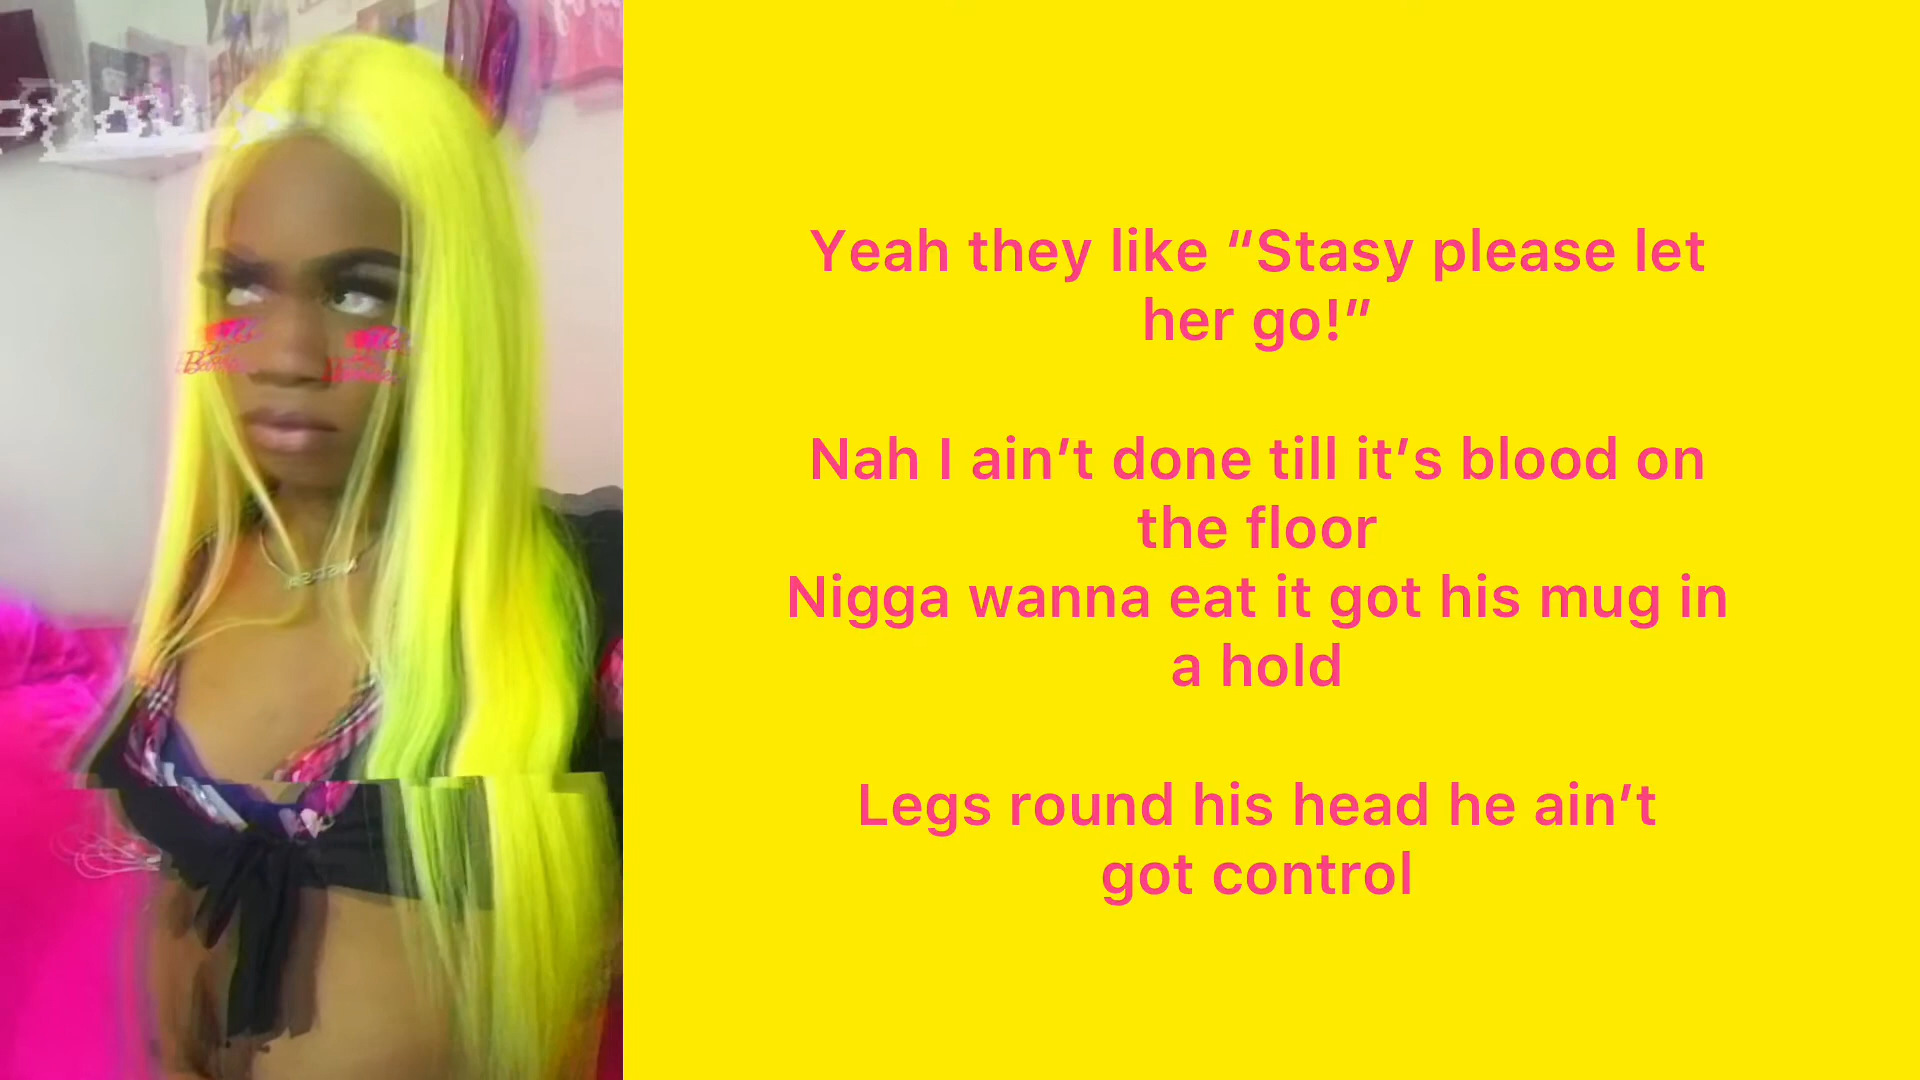 Yeah they like “Stasy please let
her go!”
Nah I ain’t done till it’s blood on
the floor
Nigga wanna eat it got his mug in
a hold
Legs round his head he ain’t
got control